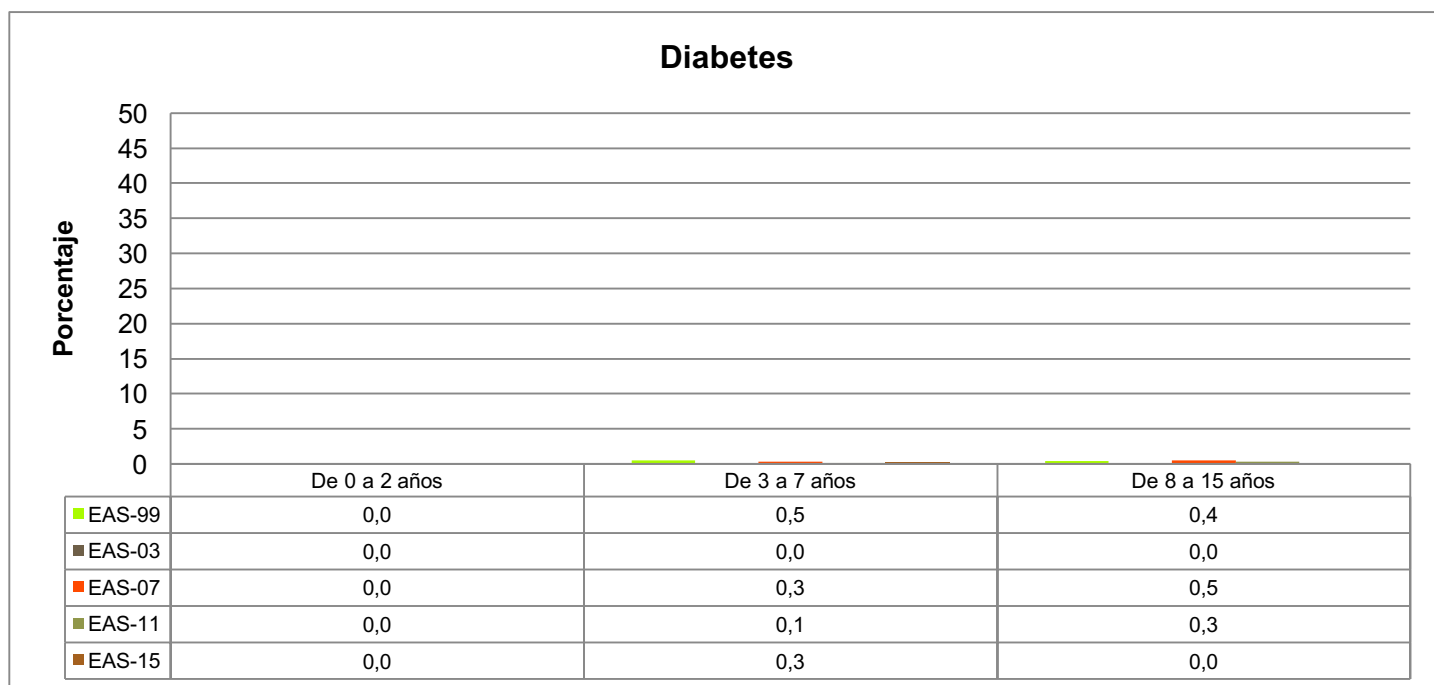 Diabetes
Porcentaje
50
45
40
35
30
25
20
15
10
5
0
De 0 a 2 años De 3 a 7 años De 8 a 15 años
EAS-99 0,0 0,5 0,4
EAS-03 0,0 0,0 0,0
EAS-07 0,0 0,3 0,5
EAS-11 0,0 0,1 0,3
EAS-15 0,0 0,3 0,0